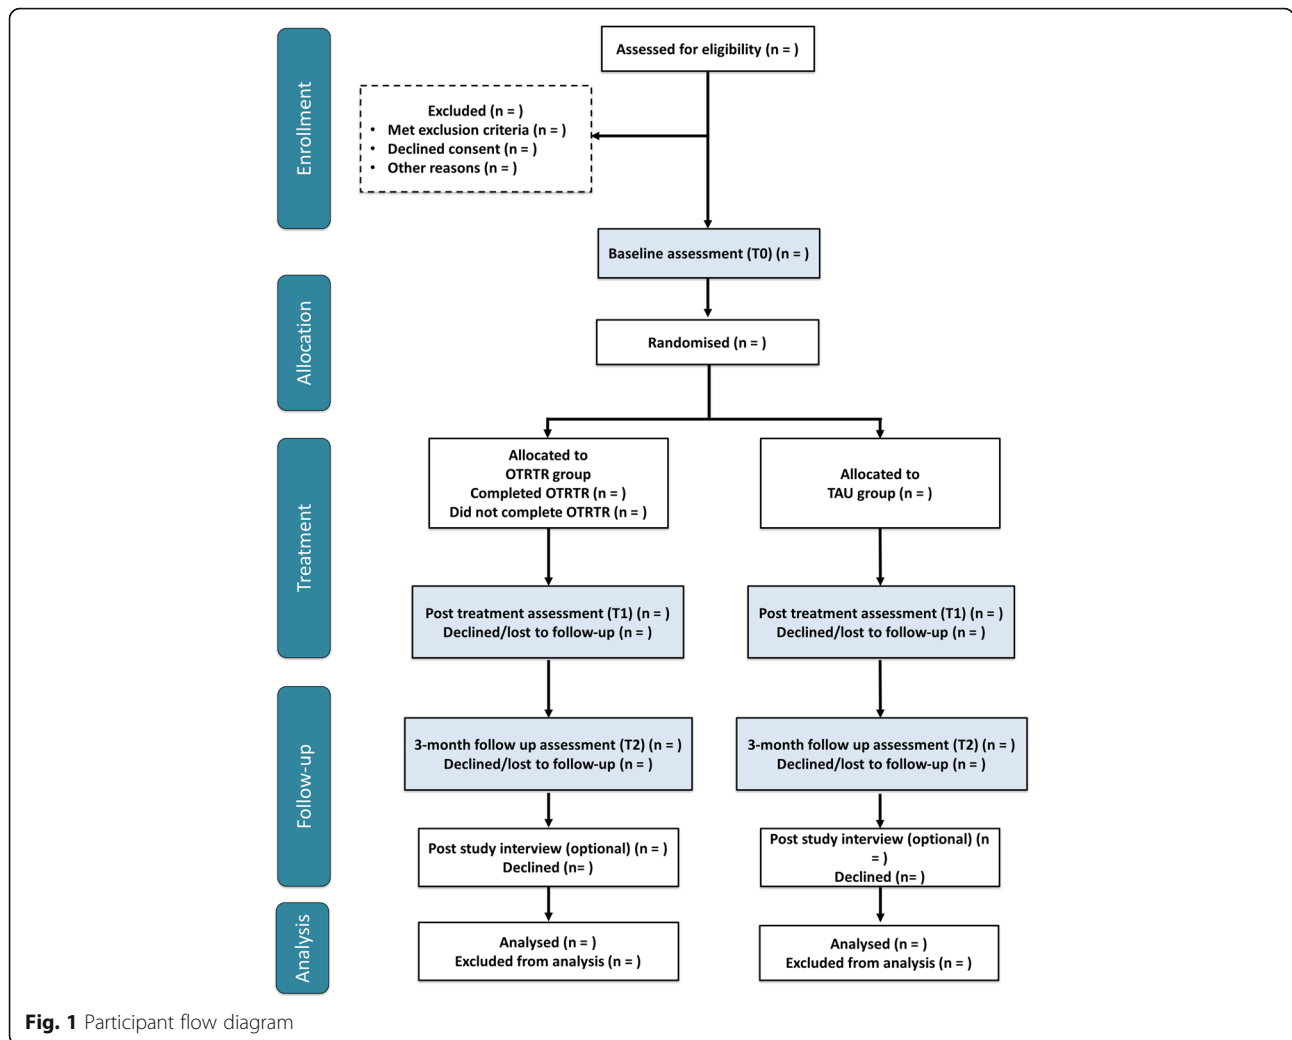 Enrollment
Assessed for eligibility (n = )
Excluded (n = )
• Met exclusion criteria (n = )
• Declined consent (n = )
• Other reasons (n = )
Baseline assessment (T0) (n = )
Allocation
Randomised (n = )
Treatment
Allocated to
OTRTR group
Completed OTRTR (n = )
Did not complete OTRTR (n = )
Allocated to
TAU group (n = )
Post treatment assessment (T1) (n = )
Declined/lost to follow-up (n = )
Post treatment assessment (T1) (n = )
Declined/lost to follow-up (n = )
Follow-up
3-month follow up assessment (T2) (n = )
Declined/lost to follow-up (n = )
3-month follow up assessment (T2) (n = )
Declined/lost to follow-up (n = )
Post study interview (optional) (n = )
Declined (n= )
Post study interview (optional) (n
= )
Declined (n= )
Analysis
Analysed (n = )
Excluded from analysis (n = )
Analysed (n = )
Excluded from analysis (n = )
Fig. 1 Participant flow diagram